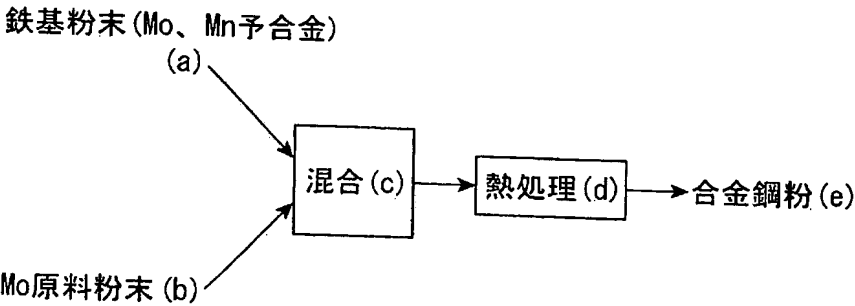 鉄基粉末(Mo、Mn予合金)
(a)
混合(c)
熱処理(d)
合金鋼粉(e)
Mo原料粉末(b)